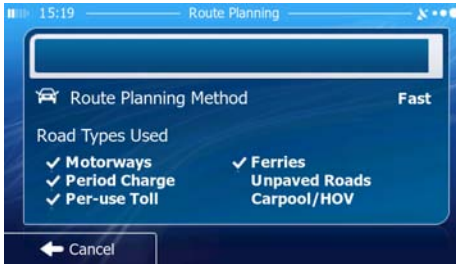 15:19 Route Planning
Route Planning Method Fast
Road Types Used
Motorways Ferries
Period Charge Unpaved Roads
Per-use Toll Carpool/HOV
Cancel